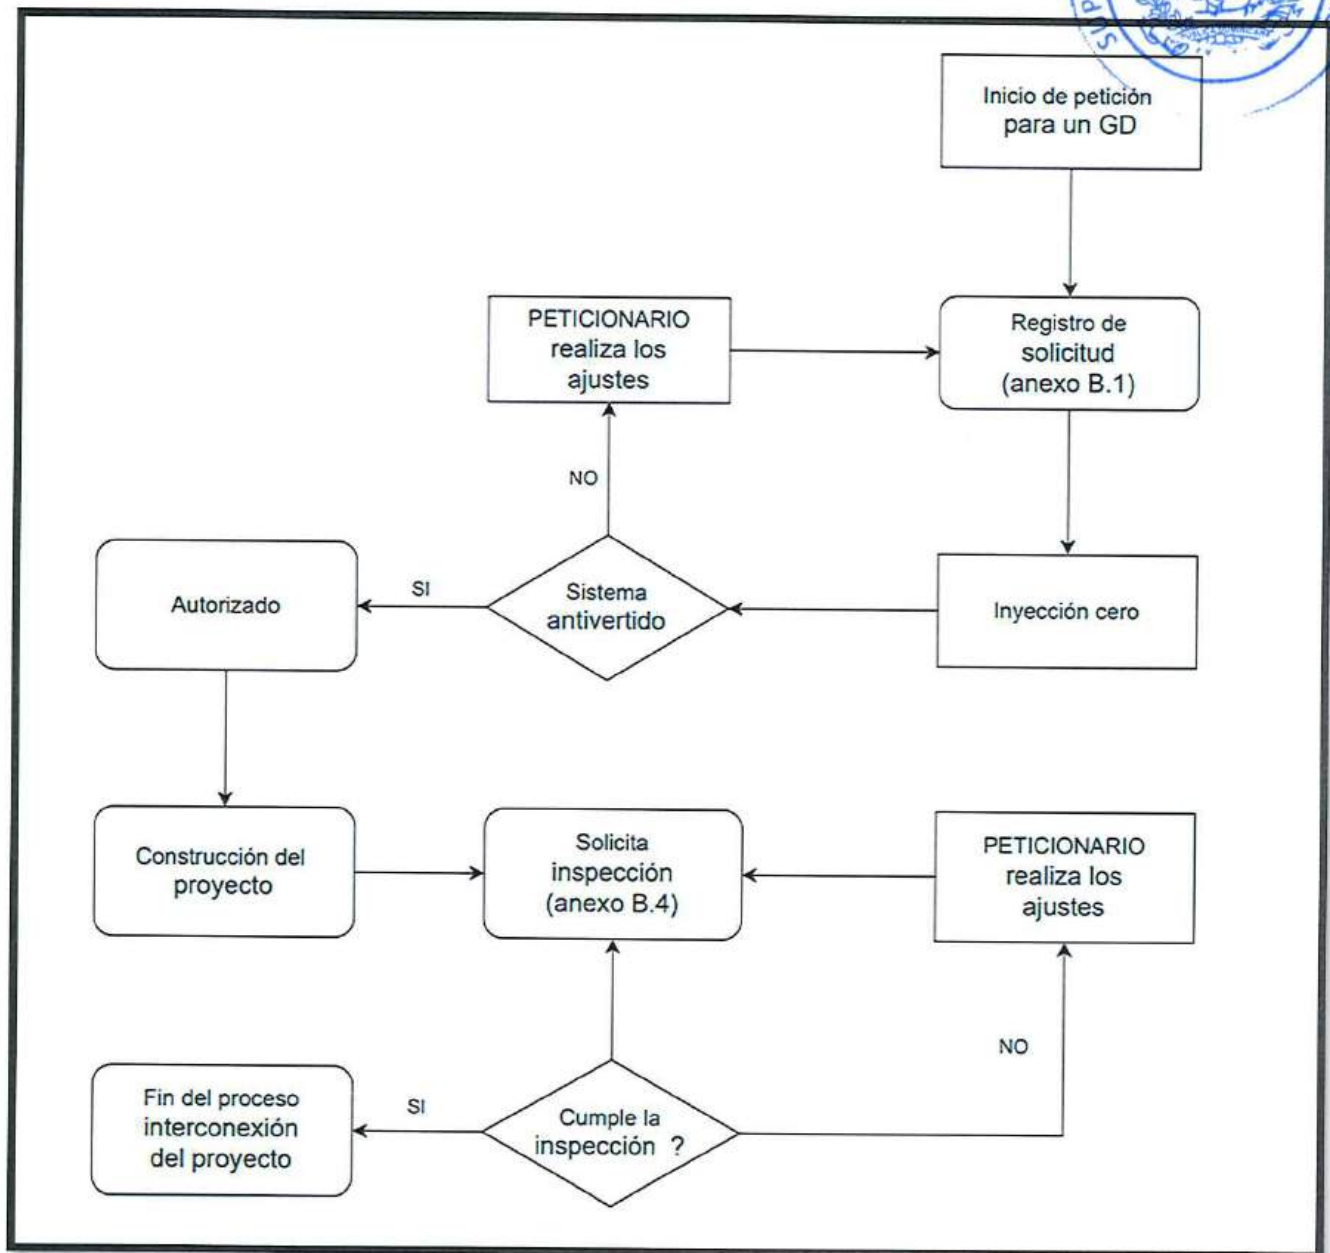 SUP
Inicio de petición
para un GD
PETICIONARIO
realiza los
ajustes
Registro de
solicitud
(anexo B.1)
NO
Autorizado
SI
Sistema
antivertido
Inyección cero
Construcción del
proyecto
Solicita
inspección
(anexo B.4)
PETICIONARIO
realiza los
ajustes
NO
Fin del proceso
interconexión
del proyecto
SI
Cumple la
inspección ?